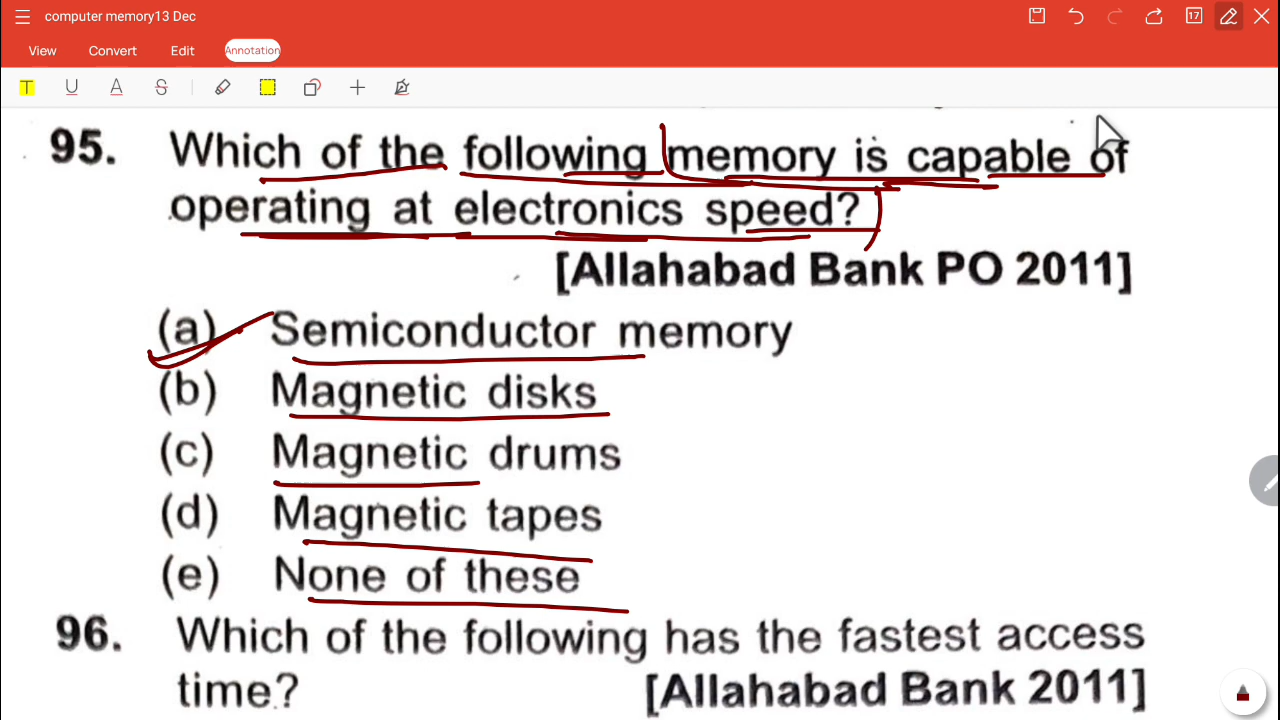 computer memory13 Dec
17
View Convert Edit Annotation
T U A S
95. Which of the following memory is capable of
operating at electronics speed?
[Allahabad Bank PO 2011]
(a) Semiconductor memory
(b) Magnetic disks
(c) Magnetic drums
(d) Magnetic tapes
(e) None of these
96. Which of the following has the fastest access
time? [Allahabad Bank 2011]